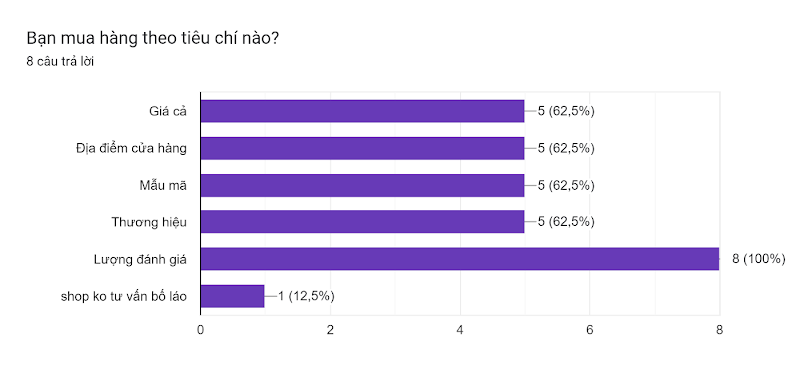 Bạn mua hàng theo tiêu chí nào?
8 câu trả lời
Giá cả 5 (62,5%)
Địa điểm cửa hàng 5 (62,5%)
Mẫu mã 5 (62,5%)
Thương hiệu 5 (62,5%)
Lượng đánh giá 8 (100%)
shop ko tư vấn bố láo 1 (12,5%)
0 2 4 6 8